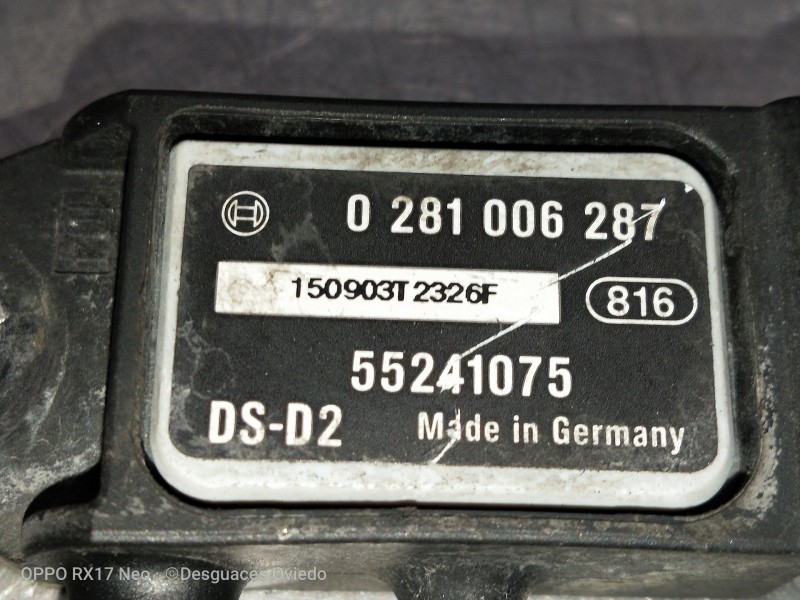 0 281 006 287
150903T2326F
816
55241075
DS-D2
Made in Germany
OPPO RX17 Neo · ©Desguaces Oviedo